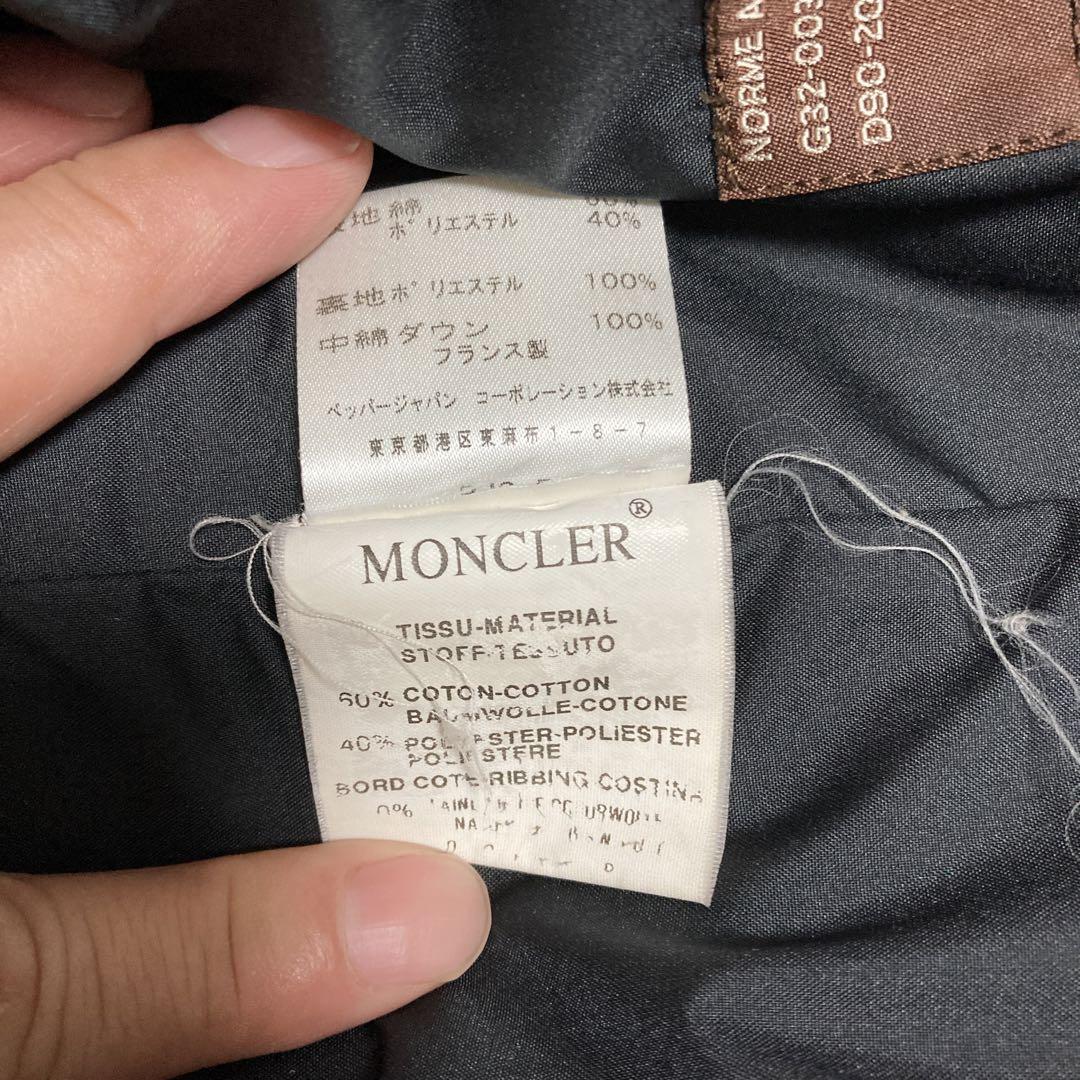 NORME A
G32-003
D90-2Q
地 綿
ポリエステル 40%
裏地ポリエステル 100%
中綿ダウン 100%
フランス製
ペッパージャパン コーポレーション株式会社
東京都港区東麻布1-8-7
MONCLER®
TISSU-MATERIAL
STOFF-TESSUTO
60% COTON-COTTON
BAUMWOLLE-COTONE
40% POLYESTER-POLIESTER
POLIESTERE
BORD COTE-RIBBING COSTINA